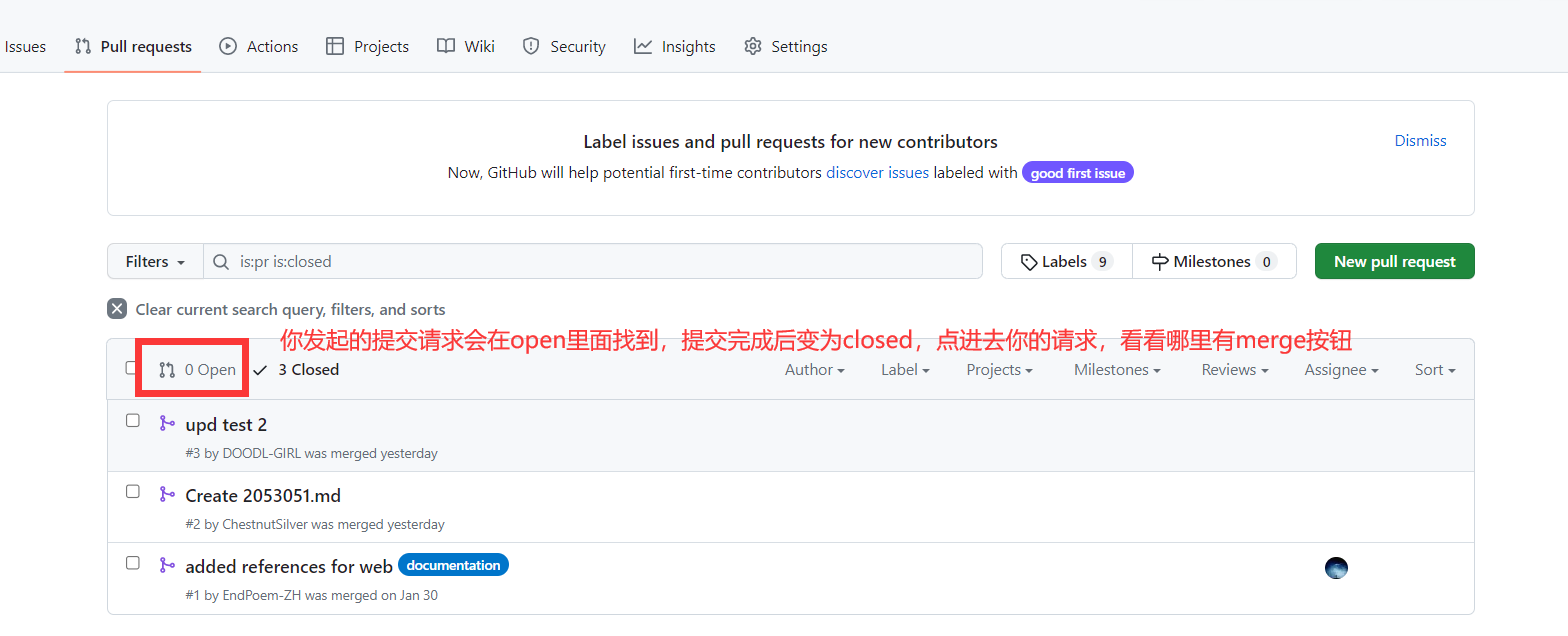 Issues Pull requests Actions Projects Wiki Security Insights Settings
Label issues and pull requests for new contributors Dismiss
Now, GitHub will help potential first-time contributors discover issues labeled with good first issue
Filters is:pr is:closed Labels 9 Milestones 0 New pull request
Clear current search query, filters, and sorts
你发起的提交请求会在open里面找到，提交完成后变为closed，点进去你的请求，看看哪里有merge按钮
0 Open 3 Closed Author Label Projects Milestones Reviews Assignee Sort
upd test 2
#3 by DOODL-GIRL was merged yesterday
Create 2053051.md
#2 by ChestnutSilver was merged yesterday
added references for web documentation
#1 by EndPoem-ZH was merged on Jan 30